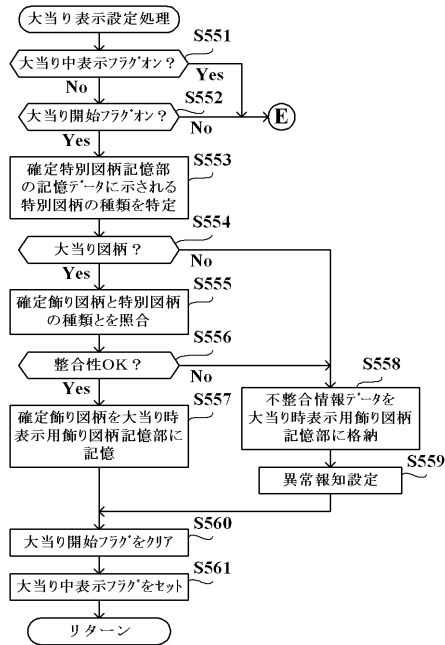 大当り表示設定処理
S551
大当り中表示フラグオン？
Yes
No
S552
大当り開始フラグオン？
No
E
Yes
S553
確定特別図柄記憶部
の記憶データに示される
特別図柄の種類を特定
S554
大当り図柄？
No
Yes
S555
確定飾り図柄と特別図柄
の種類とを照合
S556
整合性OK？
No
Yes
S557
確定飾り図柄を大当り時
表示用飾り図柄記憶部に
記憶
S558
不整合情報データを
大当り時表示用飾り図柄
記憶部に格納
S559
異常報知設定
S560
大当り開始フラグをクリア
S561
大当り中表示フラグをセット
リターン